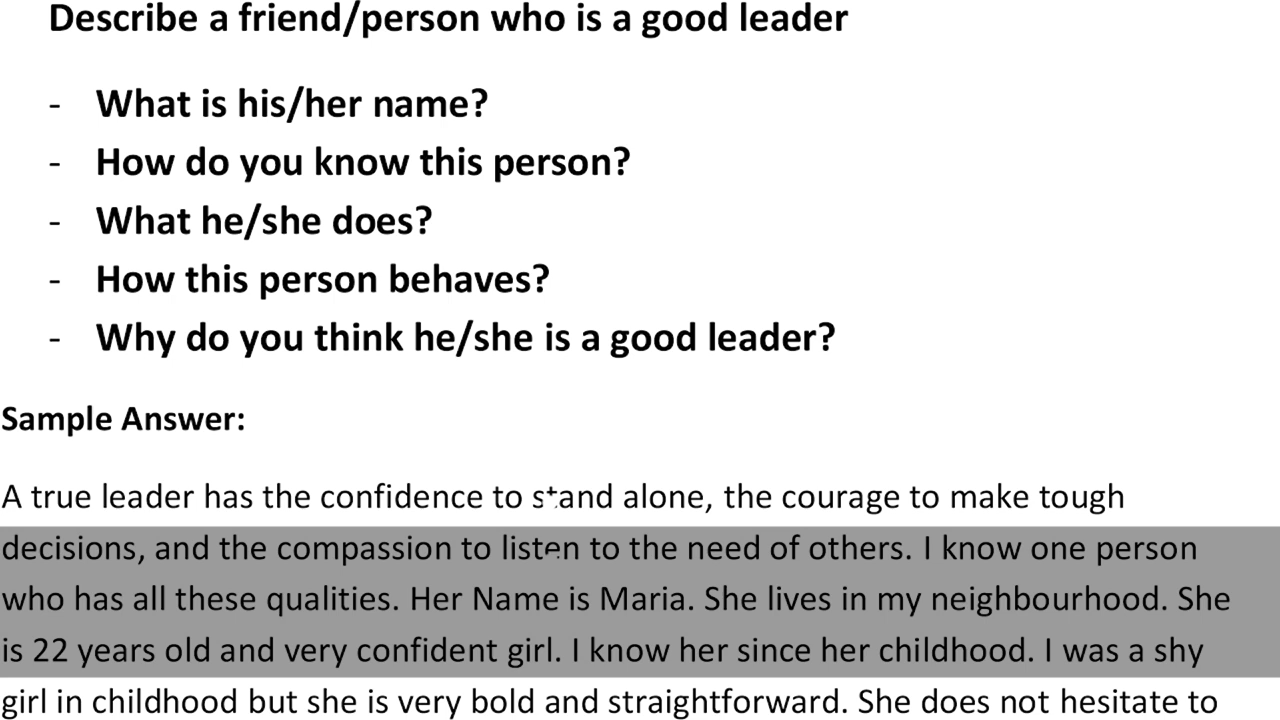 Describe a friend/person who is a good leader
- What is his/her name?
- How do you know this person?
- What he/she does?
- How this person behaves?
- Why do you think he/she is a good leader?
Sample Answer:
A true leader has the confidence to stand alone, the courage to make tough
decisions, and the compassion to listen to the need of others. I know one person
who has all these qualities. Her Name is Maria. She lives in my neighbourhood. She
is 22 years old and very confident girl. I know her since her childhood. I was a shy
girl in childhood but she is very bold and straightforward. She does not hesitate to